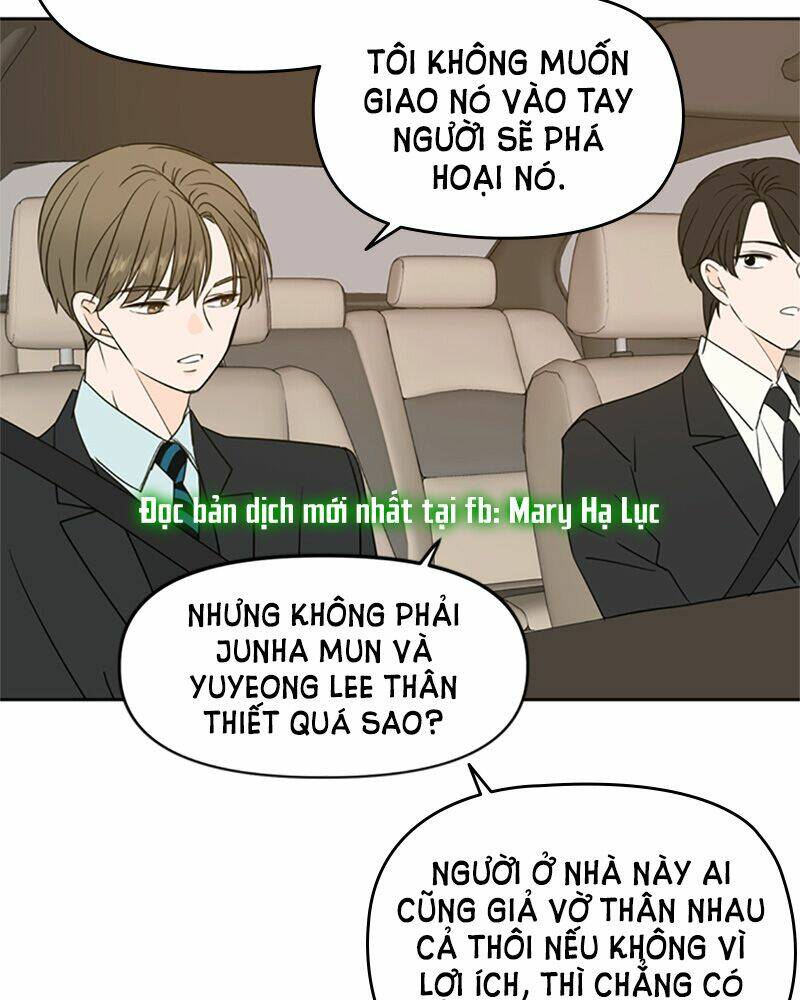 TÔI KHÔNG MUỐN
GIAO NÓ VÀO TAY
NGƯỜI SẼ PHÁ
HOẠI NÓ.
Đọc bản dịch mới nhất tại fb: Mary Hạ Lục
NHƯNG KHÔNG PHẢI
JUNHA MUN VÀ
YUYEONG LEE THÂN
THIẾT QUÁ SAO?
NGƯỜI Ở NHÀ NÀY AI
CŨNG GIẢ VỜ THÂN NHAU
CẢ THÔI NẾU KHÔNG VÌ
LỢI ÍCH, THÌ CHẲNG CÓ